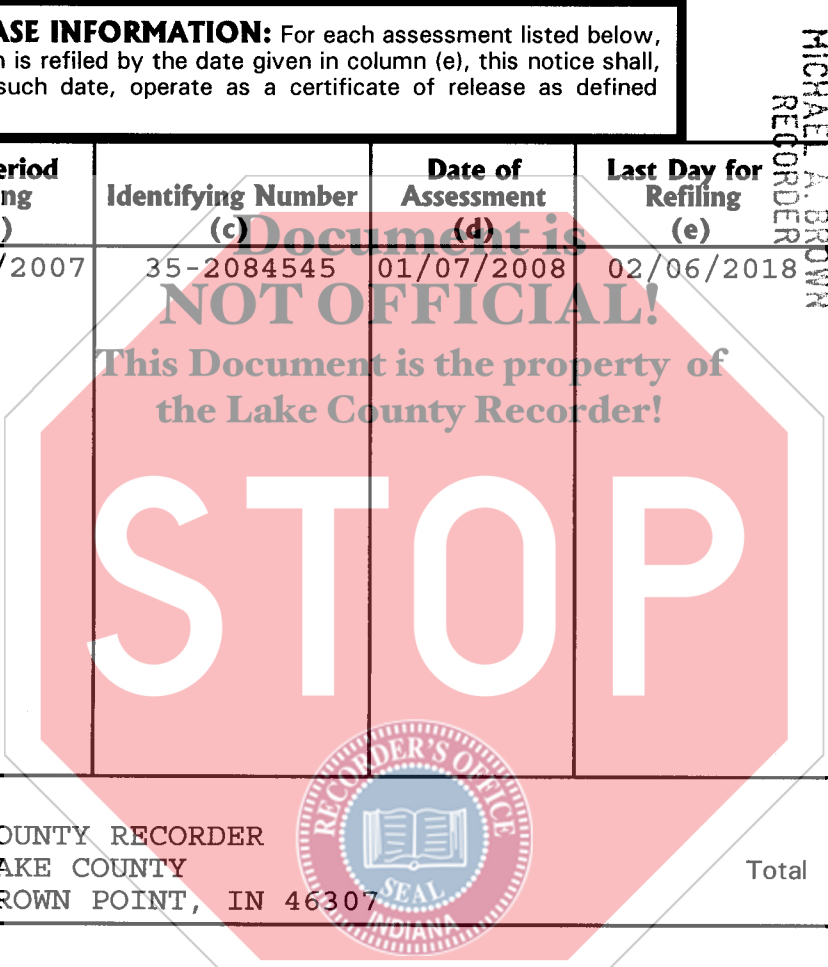 ASE INFORMATION: For each assessment listed below,
n is refiled by the date given in column (e), this notice shall,
such date, operate as a certificate of release as defined
MICHAEL A. BROWN
RECORDER
eriod
ng
)
Identifying Number
(c)
Date of
Assessment
(d)
Last Day for
Refiling
(e)
/2007 35-2084545 01/07/2008 02/06/2018
Document is
NOT OFFICIAL!
This Document is the property of
the Lake County Recorder!
STOP
RECORDER'S OFFICE
SEAL
INDIANA
OUNTY RECORDER
AKE COUNTY
ROWN POINT, IN 46307
Total